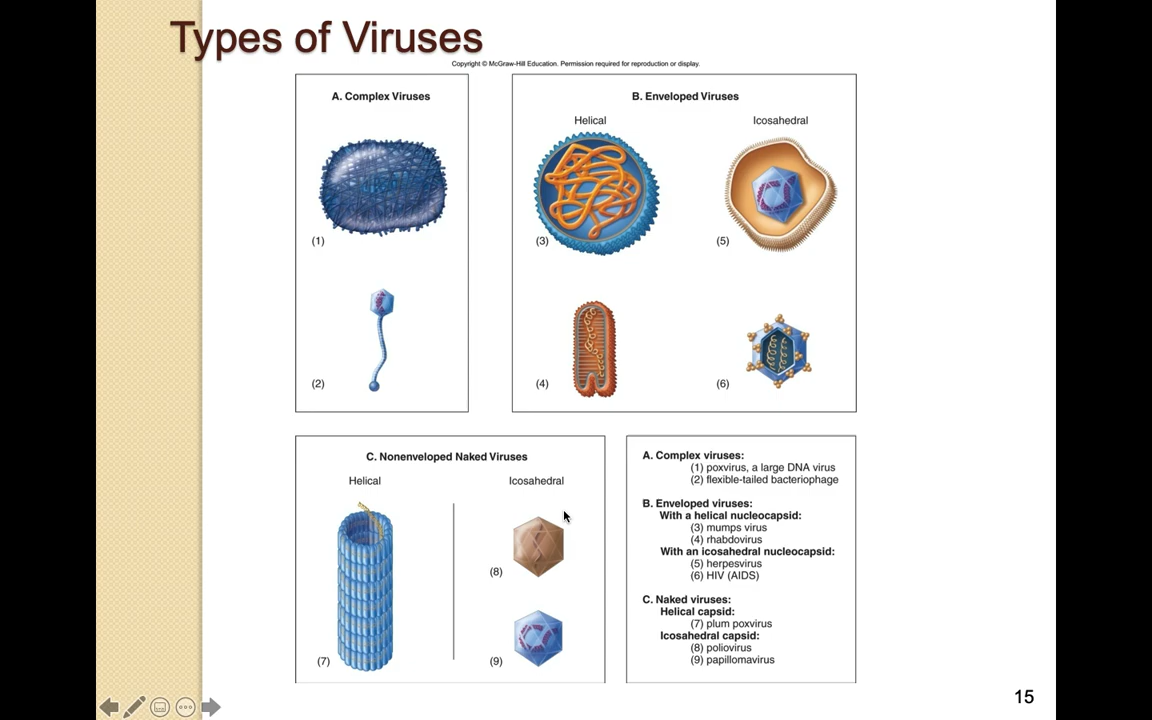 Types of Viruses
Copyright © McGraw-Hill Education. Permission required for reproduction or display.
A. Complex Viruses
(1)
(2)
B. Enveloped Viruses
Helical
Icosahedral
(3)
(5)
(4)
(6)
C. Nonenveloped Naked Viruses
Helical
Icosahedral
(8)
(7)
(9)
A. Complex viruses:
(1) poxvirus, a large DNA virus
(2) flexible-tailed bacteriophage
B. Enveloped viruses:
With a helical nucleocapsid:
(3) mumps virus
(4) rhabdovirus
With an icosahedral nucleocapsid:
(5) herpesvirus
(6) HIV (AIDS)
C. Naked viruses:
Helical capsid:
(7) plum poxvirus
Icosahedral capsid:
(8) poliovirus
(9) papillomavirus
15